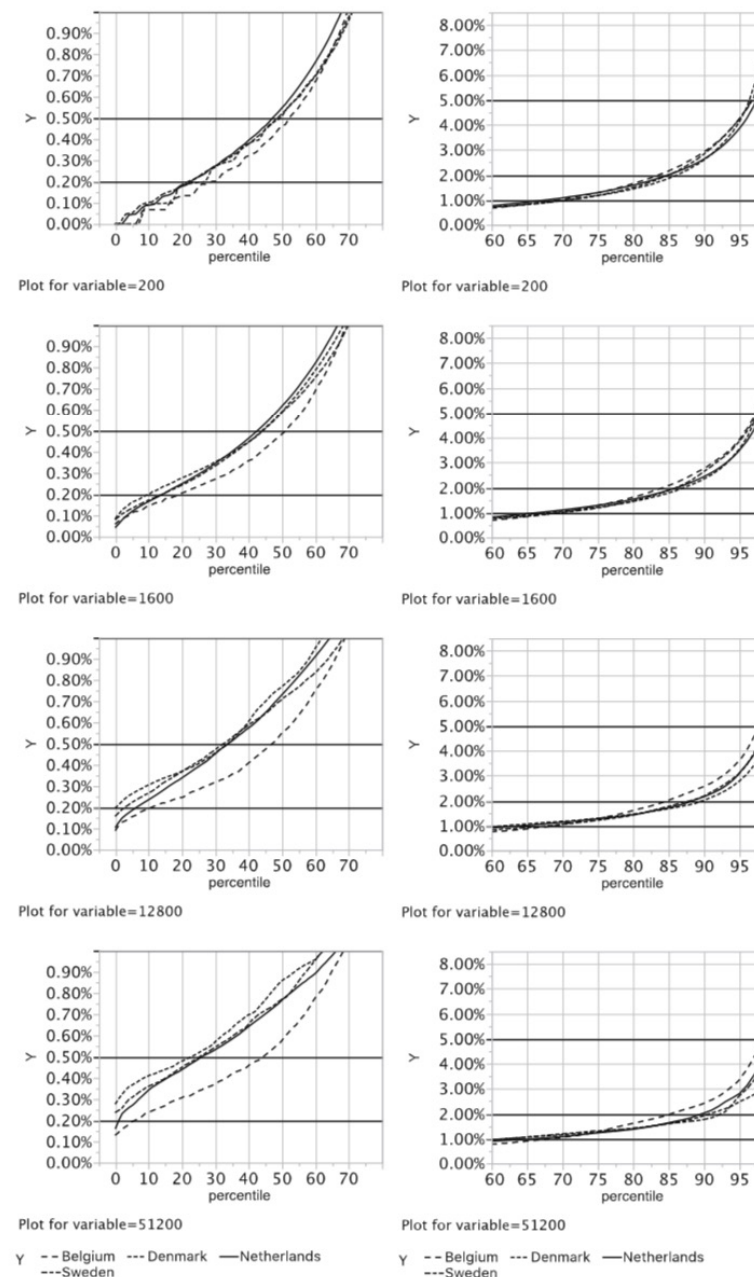 0.90%
0.80%
0.70%
0.60%
0.50%
0.40%
0.30%
0.20%
0.10%
0.00%
Y
0 10 20 30 40 50 60 70
percentile
Plot for variable=200
8.00%
7.00%
6.00%
5.00%
4.00%
3.00%
2.00%
1.00%
0.00%
Y
60 65 70 75 80 85 90 95
percentile
Plot for variable=200
0.90%
0.80%
0.70%
0.60%
0.50%
0.40%
0.30%
0.20%
0.10%
0.00%
Y
0 10 20 30 40 50 60 70
percentile
Plot for variable=1600
8.00%
7.00%
6.00%
5.00%
4.00%
3.00%
2.00%
1.00%
0.00%
Y
60 65 70 75 80 85 90 95
percentile
Plot for variable=1600
0.90%
0.80%
0.70%
0.60%
0.50%
0.40%
0.30%
0.20%
0.10%
0.00%
Y
0 10 20 30 40 50 60 70
percentile
Plot for variable=12800
8.00%
7.00%
6.00%
5.00%
4.00%
3.00%
2.00%
1.00%
0.00%
Y
60 65 70 75 80 85 90 95
percentile
Plot for variable=12800
0.90%
0.80%
0.70%
0.60%
0.50%
0.40%
0.30%
0.20%
0.10%
0.00%
Y
0 10 20 30 40 50 60 70
percentile
Plot for variable=51200
8.00%
7.00%
6.00%
5.00%
4.00%
3.00%
2.00%
1.00%
0.00%
Y
60 65 70 75 80 85 90 95
percentile
Plot for variable=51200
Y Belgium Denmark Netherlands
Sweden
Y Belgium Denmark Netherlands
Sweden